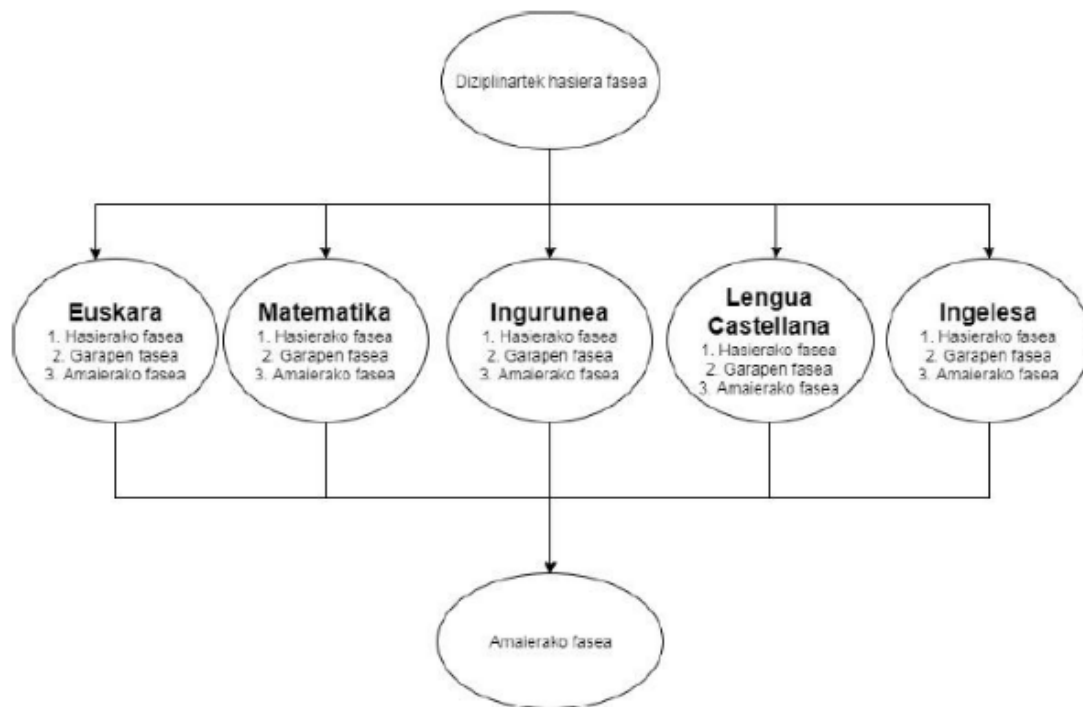 Diziplinartek hasiera fasea
Euskara
1. Hasierako fasea
2. Garapen fasea
3. Amaierako fasea
Matematika
1. Hasierako fasea
2. Garapen fasea
3. Amaierako fasea
Ingurunea
1. Hasierako fasea
2. Garapen fasea
3. Amaierako fasea
Lengua
Castellana
1. Hasierako fasea
2. Garapen fasea
3. Amaierako fasea
Ingelesa
1. Hasierako fasea
2. Garapen fasea
3. Amaierako fasea
Amaierako fasea